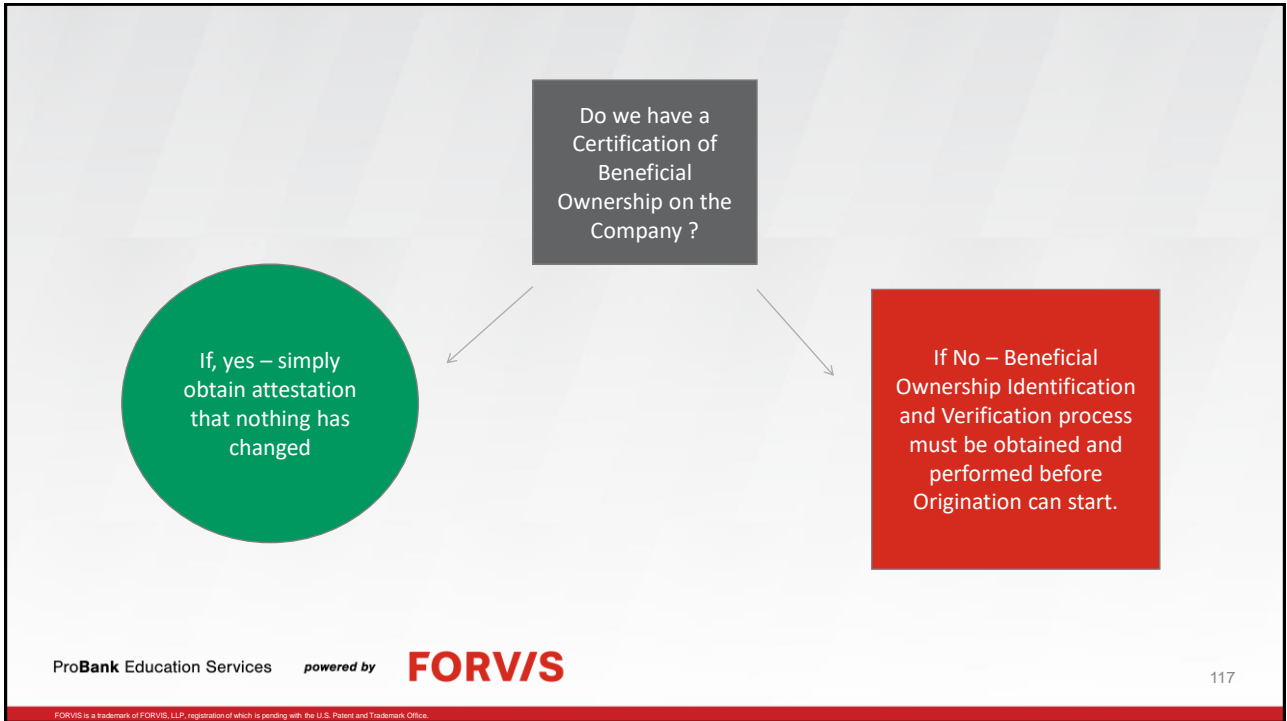 Do we have a
Certification of
Beneficial
Ownership on the
Company ?
If, yes – simply
obtain attestation
that nothing has
changed
If No – Beneficial
Ownership Identification
and Verification process
must be obtained and
performed before
Origination can start.
ProBank Education Services powered by FORV/S
117
FORVIS is a trademark of FORVIS, LLP, registration of which is pending with the U.S. Patent and Trademark Office.